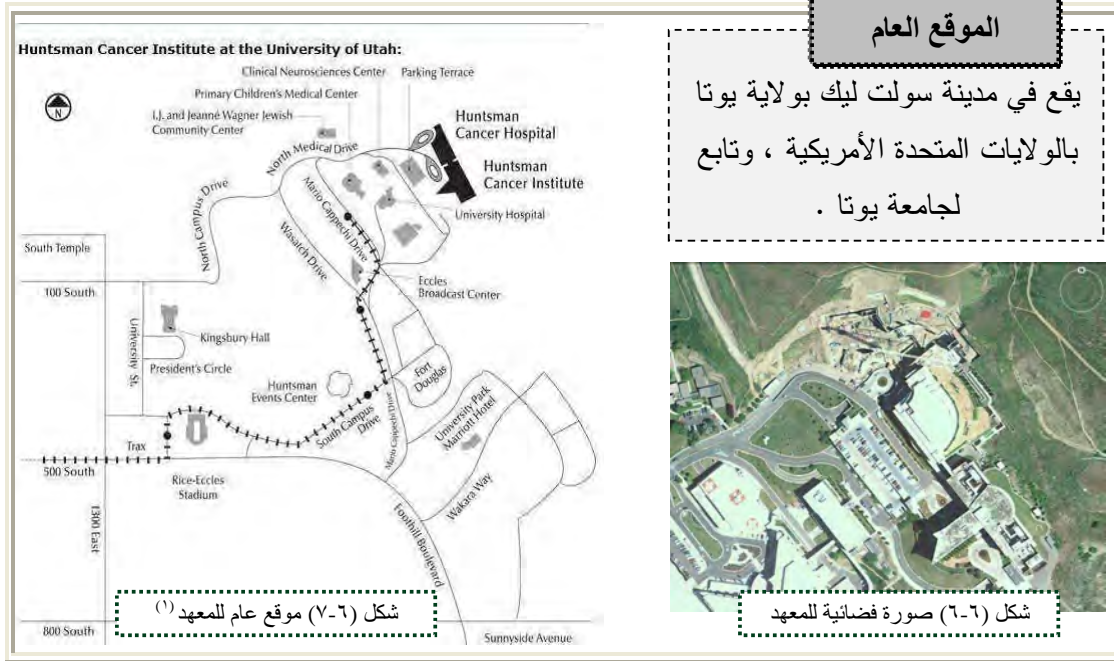 الموقع العام
يقع في مدينة سولت ليك بولاية يوتا
بالولايات المتحدة الأمريكية ، وتابع
لجامعة يوتا .
Huntsman Cancer Institute at the University of Utah:
Clinical Neurosciences Center
Parking Terrace
Primary Children's Medical Center
I.J. and Jeanné Wagner Jewish
Community Center
N
Huntsman
Cancer Hospital
North Medical Drive
Huntsman
Cancer Institute
Mario Cappechi Drive
North Campus Drive
University Hospital
Wasatch Drive
South Temple
Eccles
Broadcast Center
100 South
University St.
Kingsbury Hall
President's Circle
Fort
Douglas
Huntsman
Events Center
University Park
Marriott Hotel
South Campus
Drive
Mario Cappechi Drive
Trax
500 South
Rice-Eccles
Stadium
Wakara Way
1300 East
Foothill Boulevard
800 South
Sunnyside Avenue
شكل (٦-٧) موقع عام للمعهد (١)
شكل (٦-٦) صورة فضائية للمعهد